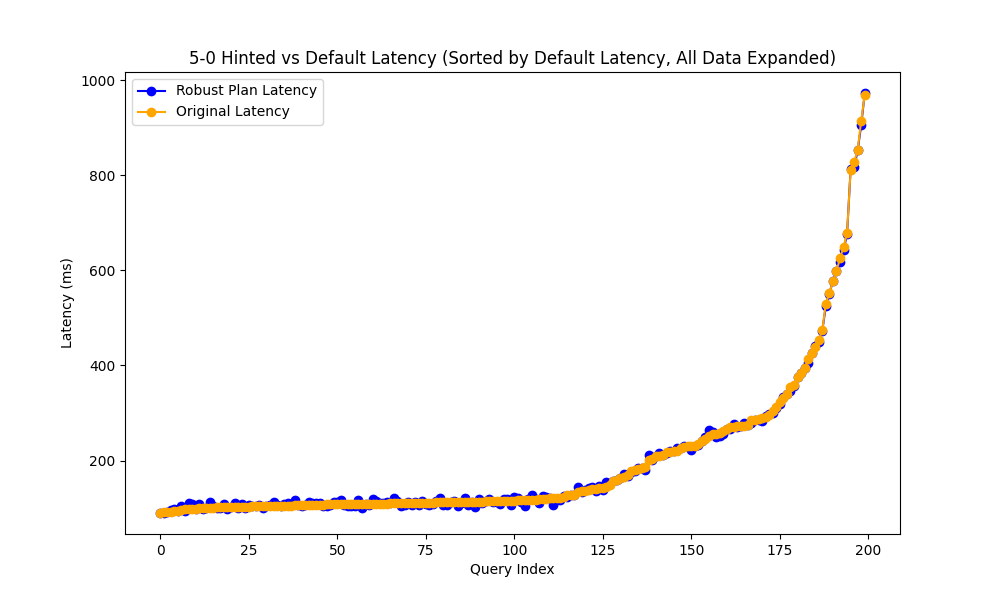 5-0 Hinted vs Default Latency (Sorted by Default Latency, All Data Expanded)
Robust Plan Latency
Original Latency
1000
800
600
400
200
Latency (ms)
0 25 50 75 100 125 150 175 200
Query Index